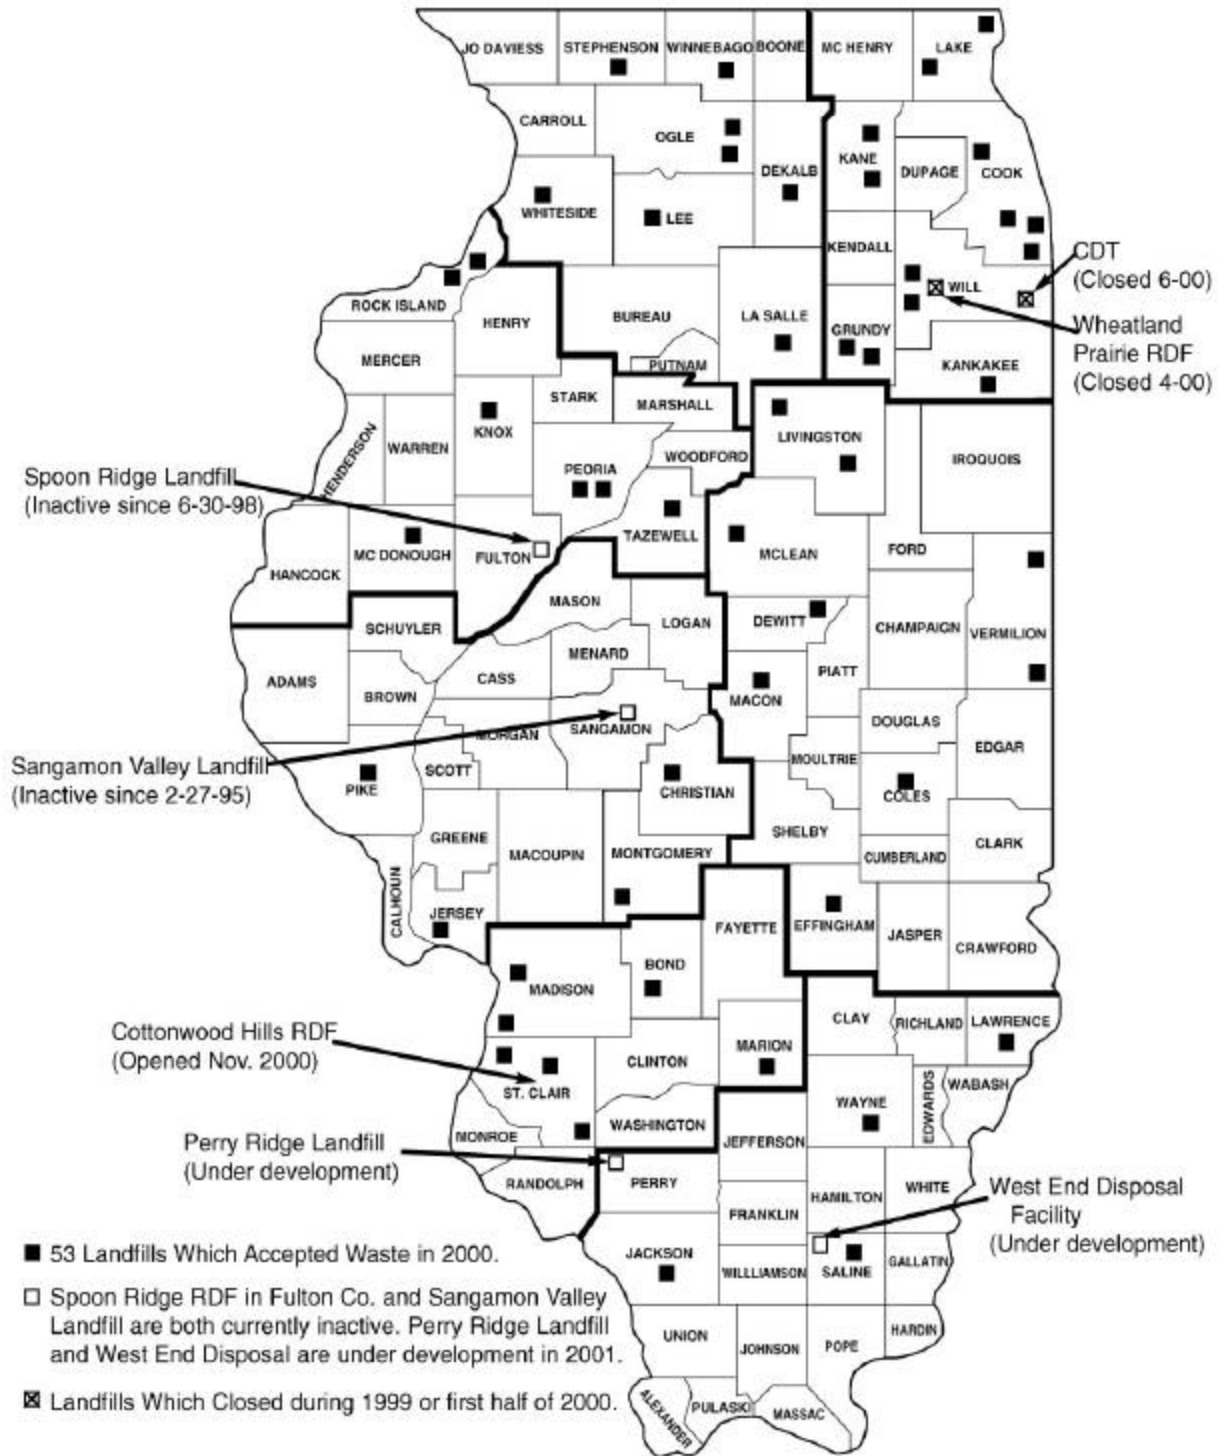 JO DAVIESS
STEPHENSON
WINNEBAGO
BOONE
MC HENRY
LAKE
CARROLL
OGLE
DEKALB
KANE
DUPAGE
COOK
WHITESIDE
LEE
KENDALL
WILL
CDT
(Closed 6-00)
ROCK ISLAND
HENRY
BUREAU
LA SALLE
GRUNDY
Wheatland
Prairie RDF
(Closed 4-00)
MERCER
PUTNAM
KANKAKEE
STARK
MARSHALL
KNOX
WARREN
HENDERSON
LIVINGSTON
IROQUOIS
WOODFORD
PEORIA
Spoon Ridge Landfill
(Inactive since 6-30-98)
TAZEWELL
MC DONOUGH
FULTON
MCLEAN
FORD
HANCOCK
MASON
LOGAN
SCHUYLER
DEWITT
CHAMPAIGN
VERMILION
MENARD
CASS
ADAMS
BROWN
PIATT
MACON
SANGAMON
MORGAN
DOUGLAS
EDGAR
Sangamon Valley Landfill
(Inactive since 2-27-95)
SCOTT
MOULTRIE
PIKE
CHRISTIAN
COLES
GREENE
MACOUPIN
MONTGOMERY
SHELBY
CUMBERLAND
CLARK
CALHOUN
JERSEY
FAYETTE
EFFINGHAM
JASPER
CRAWFORD
BOND
MADISON
CLAY
RICHLAND
LAWRENCE
Cottonwood Hills RDF
(Opened Nov. 2000)
CLINTON
MARION
ST. CLAIR
WAYNE
EDWARDS
WABASH
WASHINGTON
MONROE
JEFFERSON
Perry Ridge Landfill
(Under development)
RANDOLPH
PERRY
HAMILTON
WHITE
West End Disposal
Facility
(Under development)
FRANKLIN
JACKSON
WILLLIAMSON
SALINE
GALLATIN
53 Landfills Which Accepted Waste in 2000.
Spoon Ridge RDF in Fulton Co. and Sangamon Valley
Landfill are both currently inactive. Perry Ridge Landfill
and West End Disposal are under development in 2001.
UNION
JOHNSON
POPE
HARDIN
Landfills Which Closed during 1999 or first half of 2000.
ALEXANDER
PULASKI
MASSAC